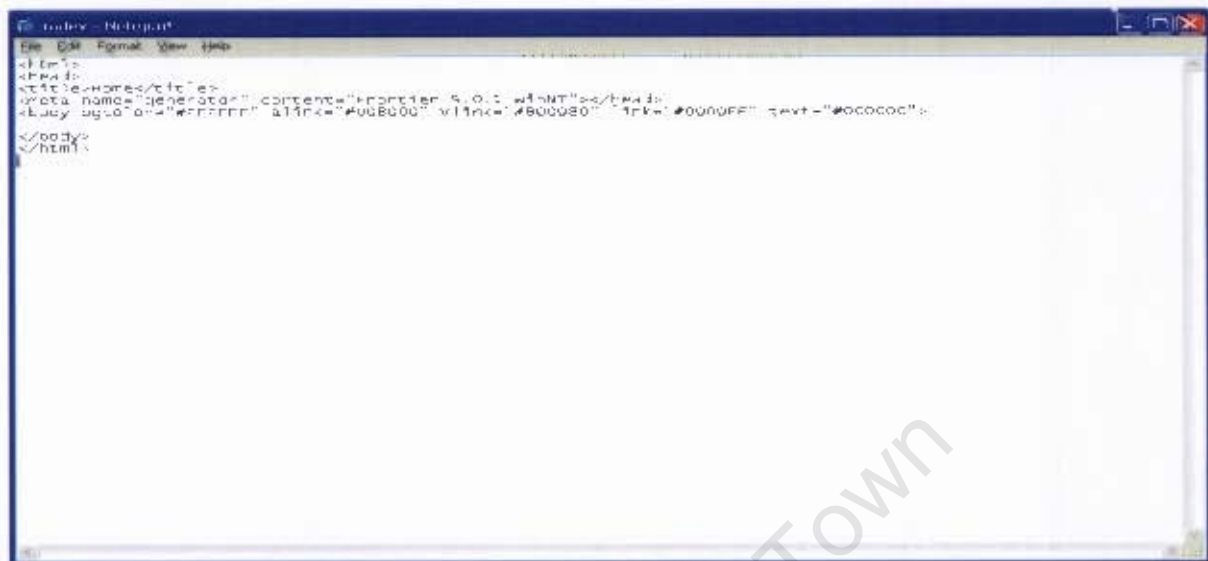 index - Notepad
File Edit Format View Help
<html>
<head>
<title>Home</title>
<meta name="generator" content="Frontier 5.0.1 WinNT"></head>
<body bgcolor="#FFFFFF" alink="#008000" vlink="#800080" link="#0000FF" text="#000000">
</body>
</html>
Town